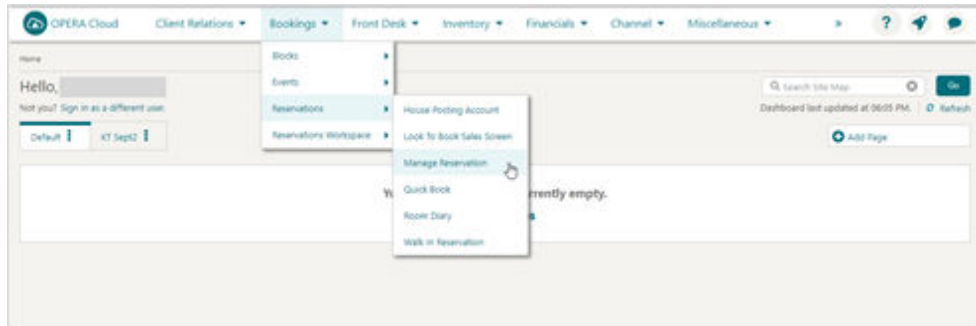 OPERA Cloud Client Relations Bookings Front Desk Inventory Financials Channel Miscellaneous » ?
Home
Blocks
Events
Hello,
Search Site Map Go
Not you? Sign in as a different user.
Reservations House Posting Account
Dashboard last updated at 06:05 PM. Refresh
Default KT Sept2
Reservations Workspace Look To Book Sales Screen
Add Page
Manage Reservation
rrently empty.
Quick Book
Room Diary
Walk in Reservation